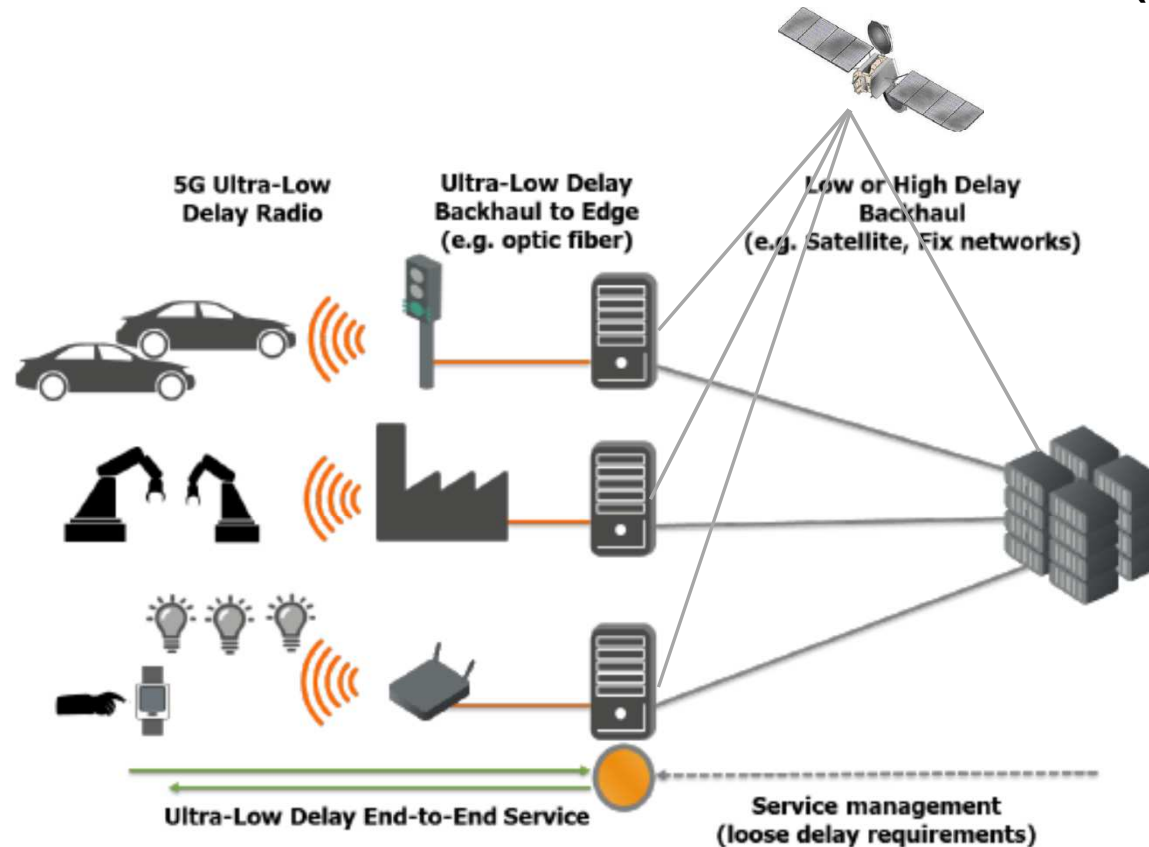 5G Ultra-Low
Delay Radio
Ultra-Low Delay
Backhaul to Edge
(e.g. optic fiber)
Low or High Delay
Backhaul
(e.g. Satellite, Fix networks)
Ultra-Low Delay End-to-End Service
Service management
(loose delay requirements)